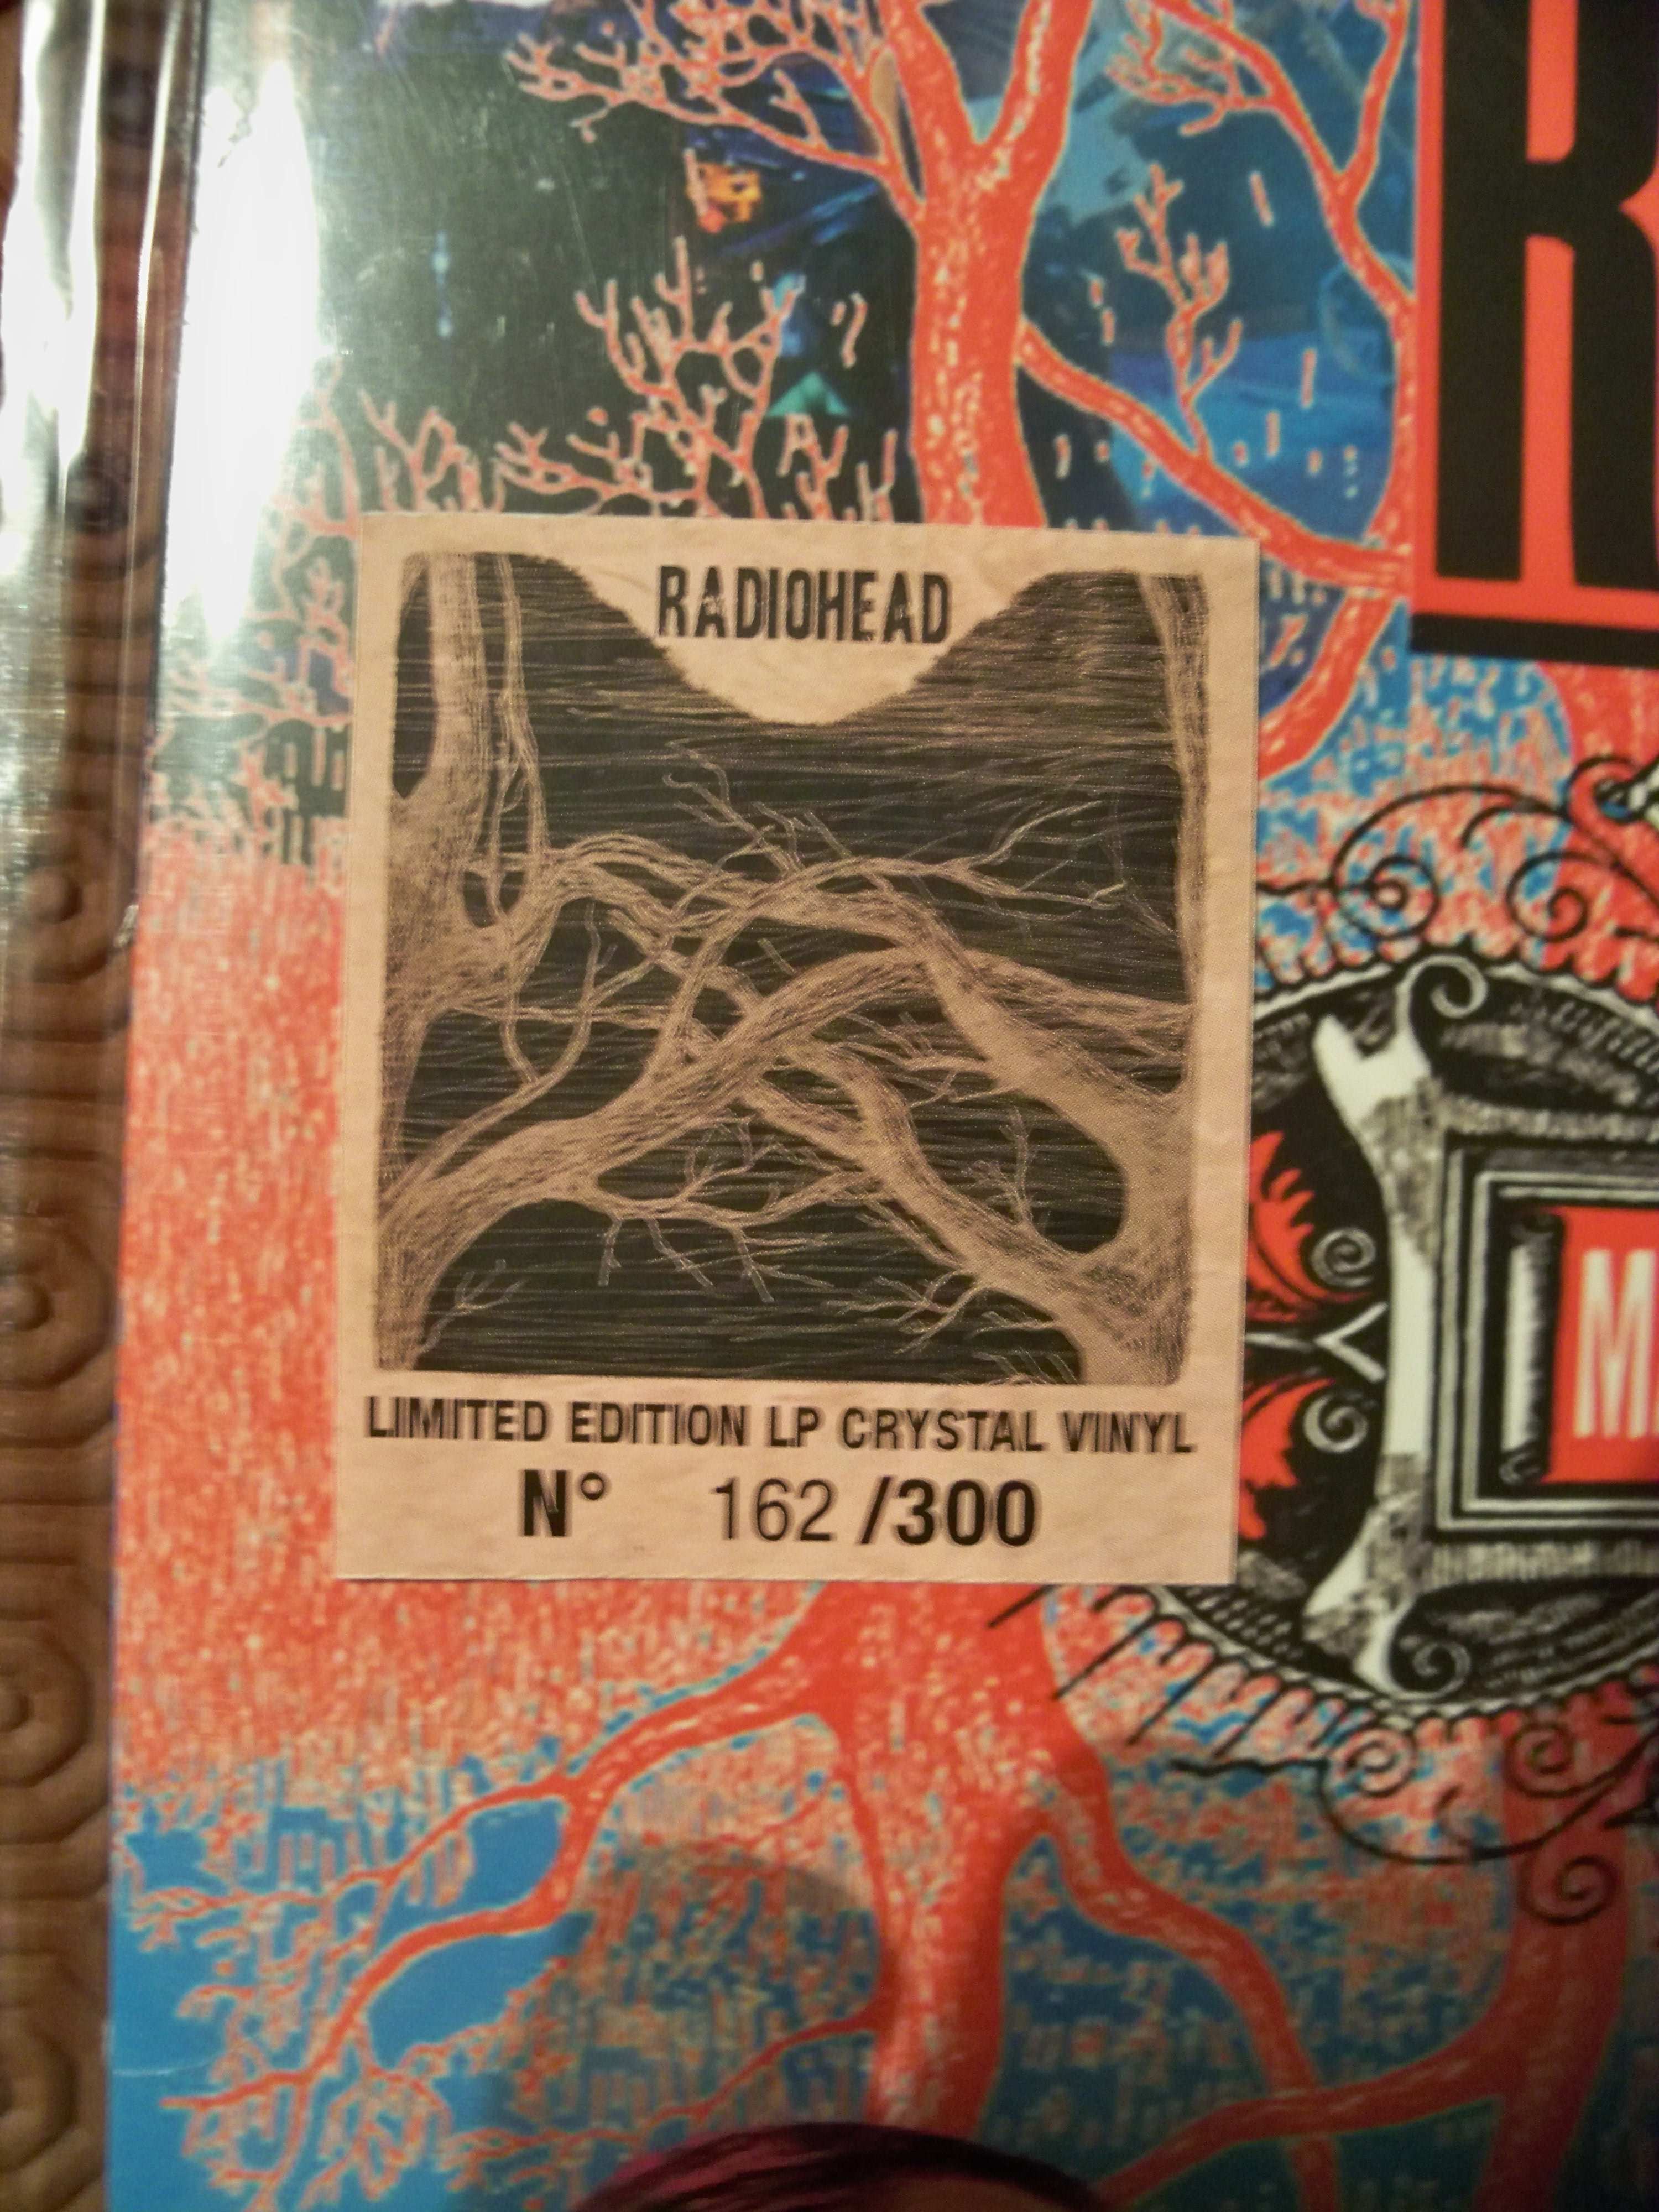 R
RADIOHEAD
LIMITED EDITION LP CRYSTAL VINYL
N° 162 /300